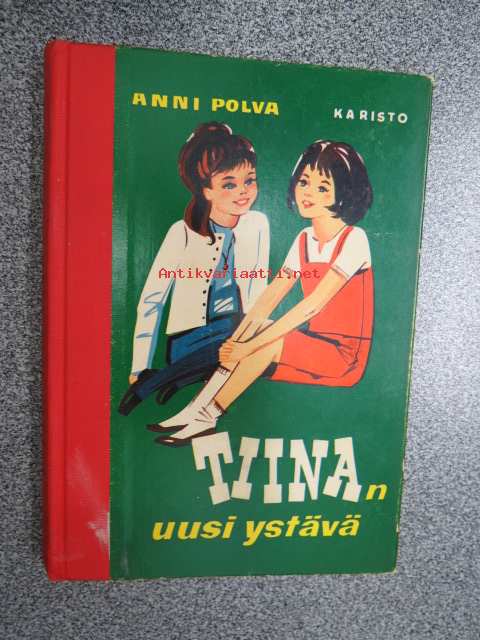 ANNI POLVA
KARISTO
Antikvariaatti.net
TIINAn
uusi ystävä